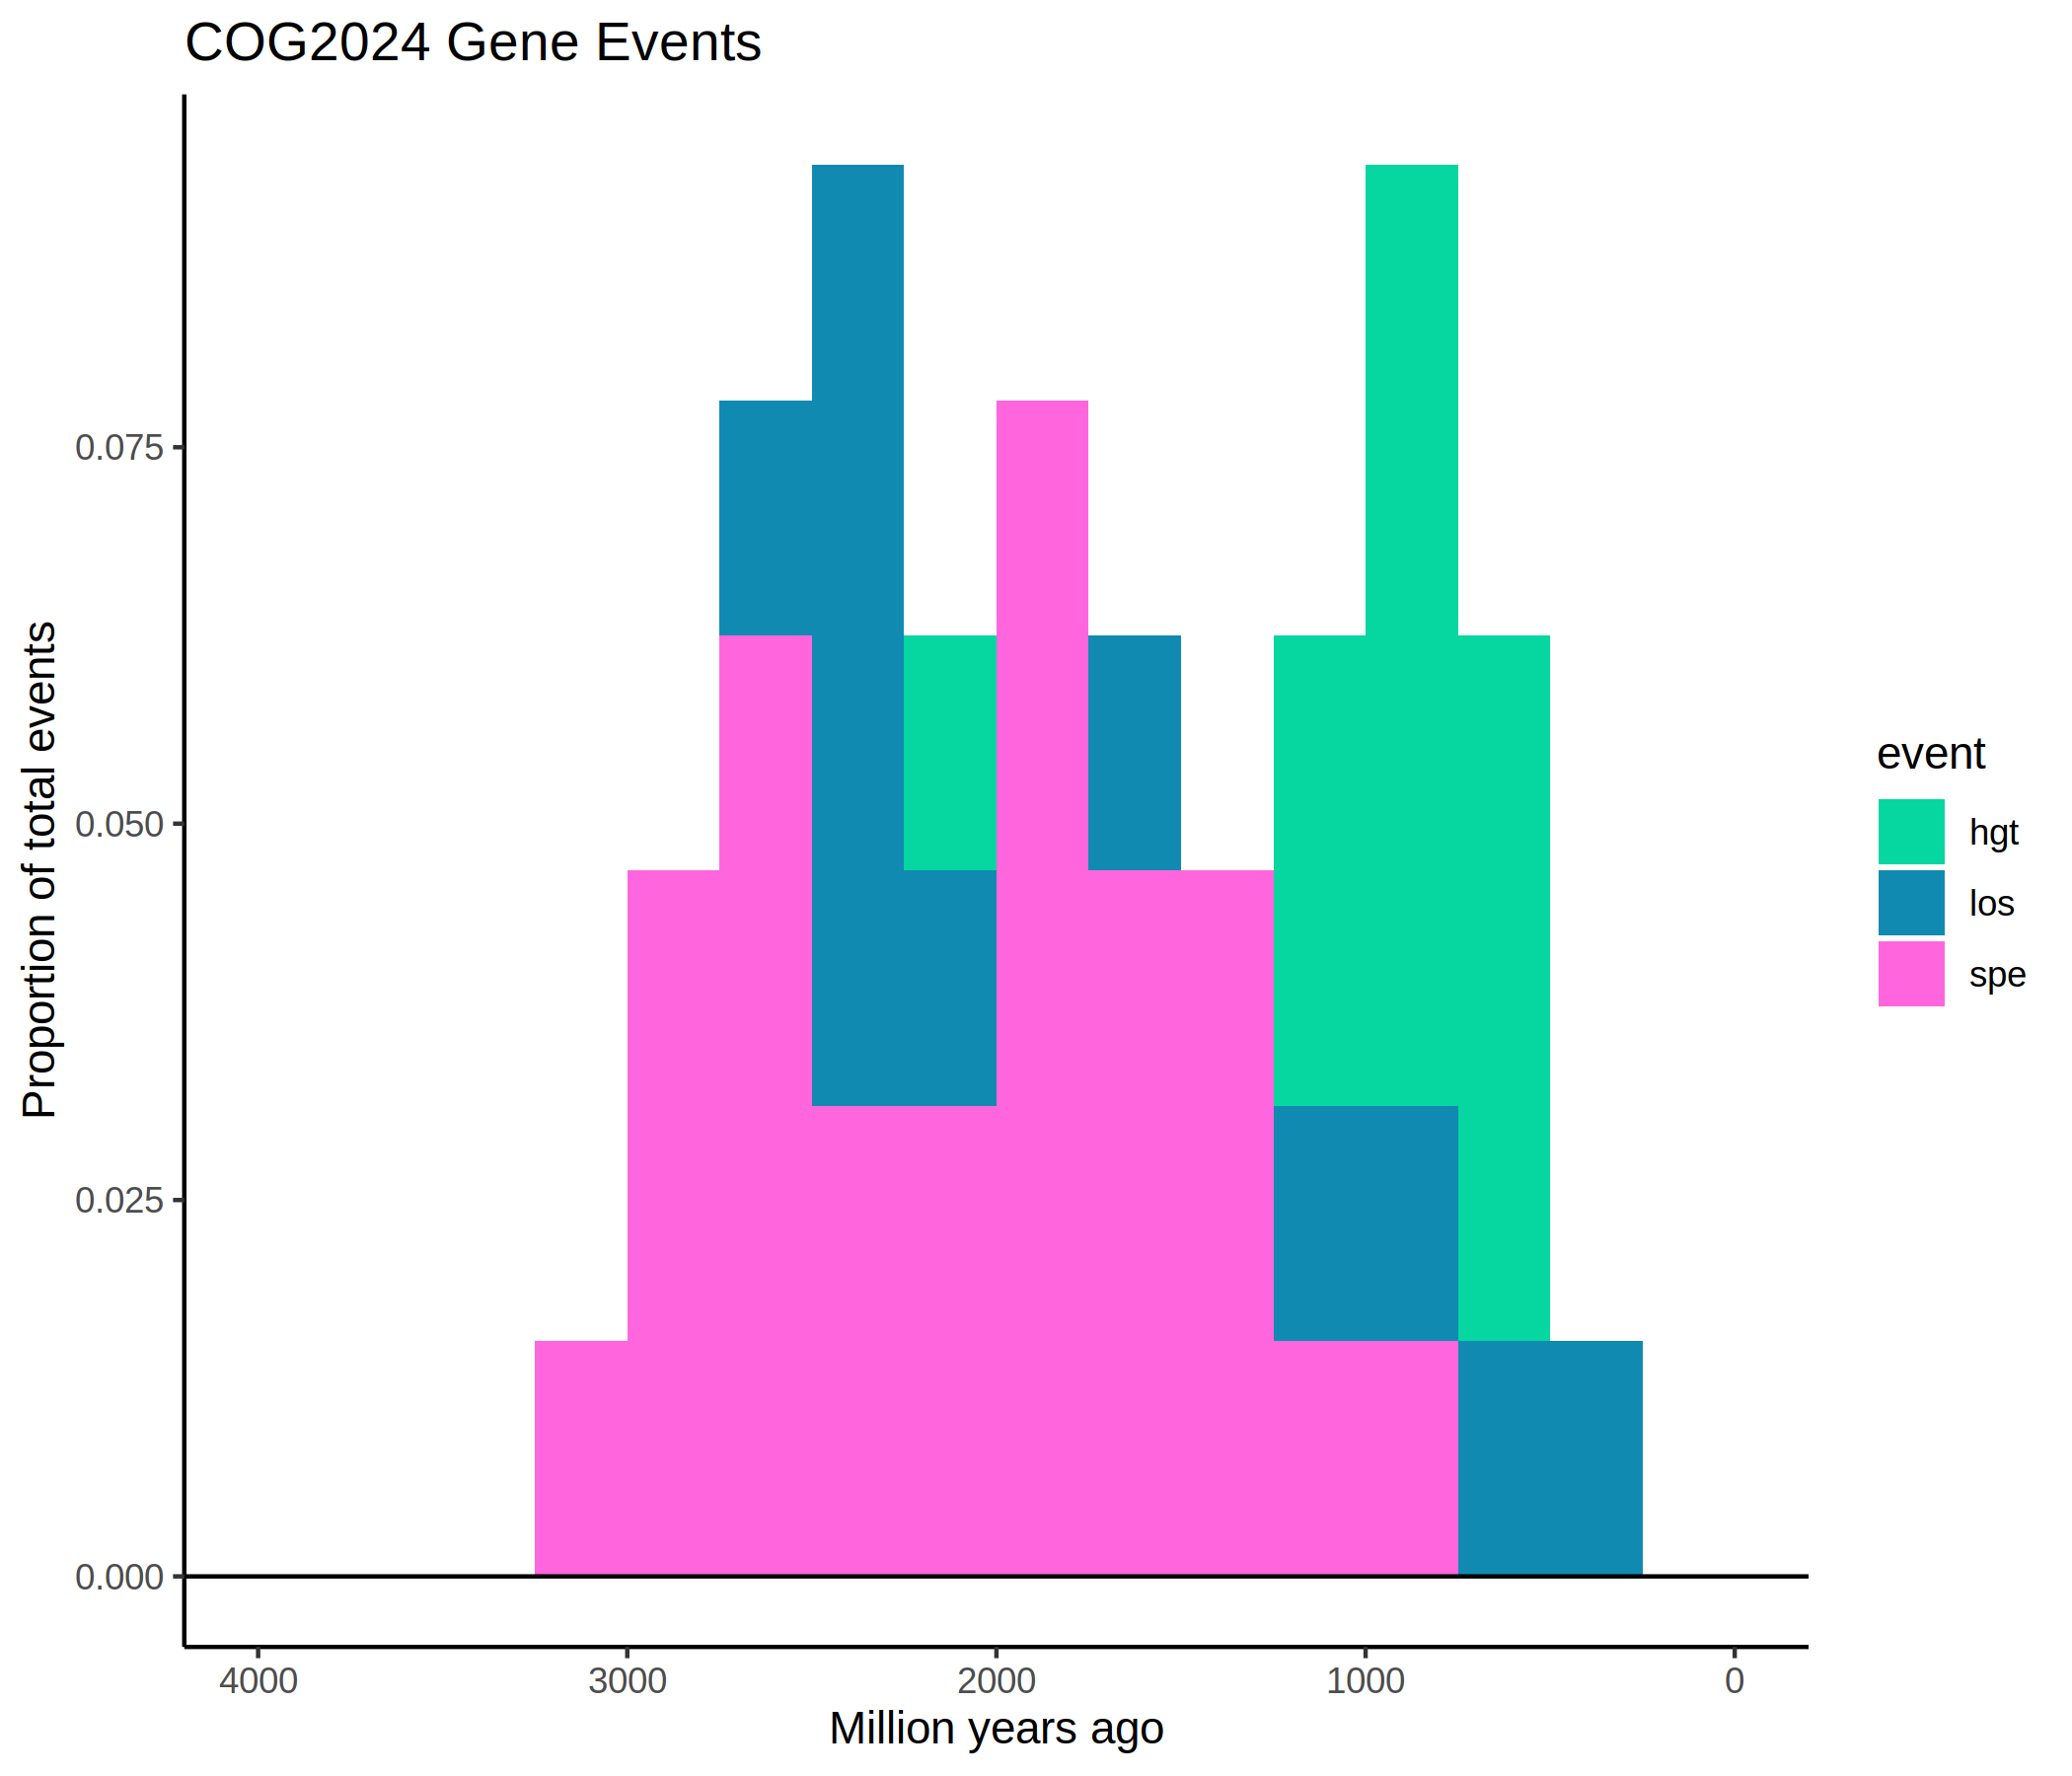 COG2024 Gene Events
Proportion of total events
0.075
0.050
0.025
0.000
4000 3000 2000 1000 0
Million years ago
event
hgt
los
spe